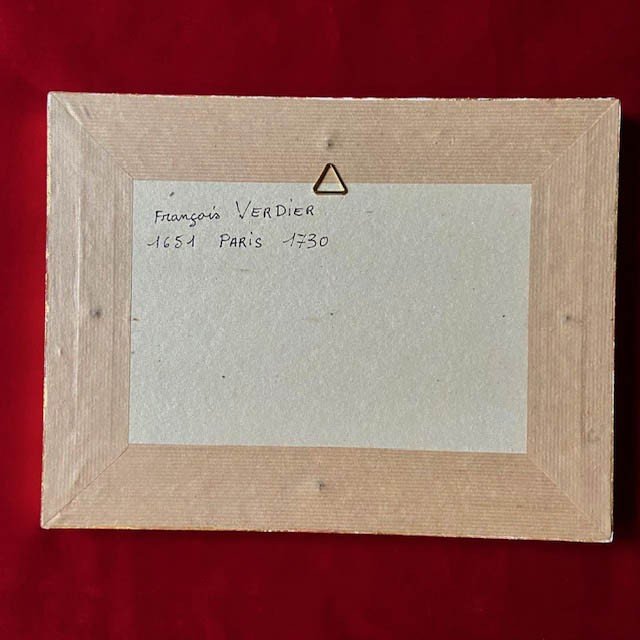 François VERDIER
1651 PARIS 1730